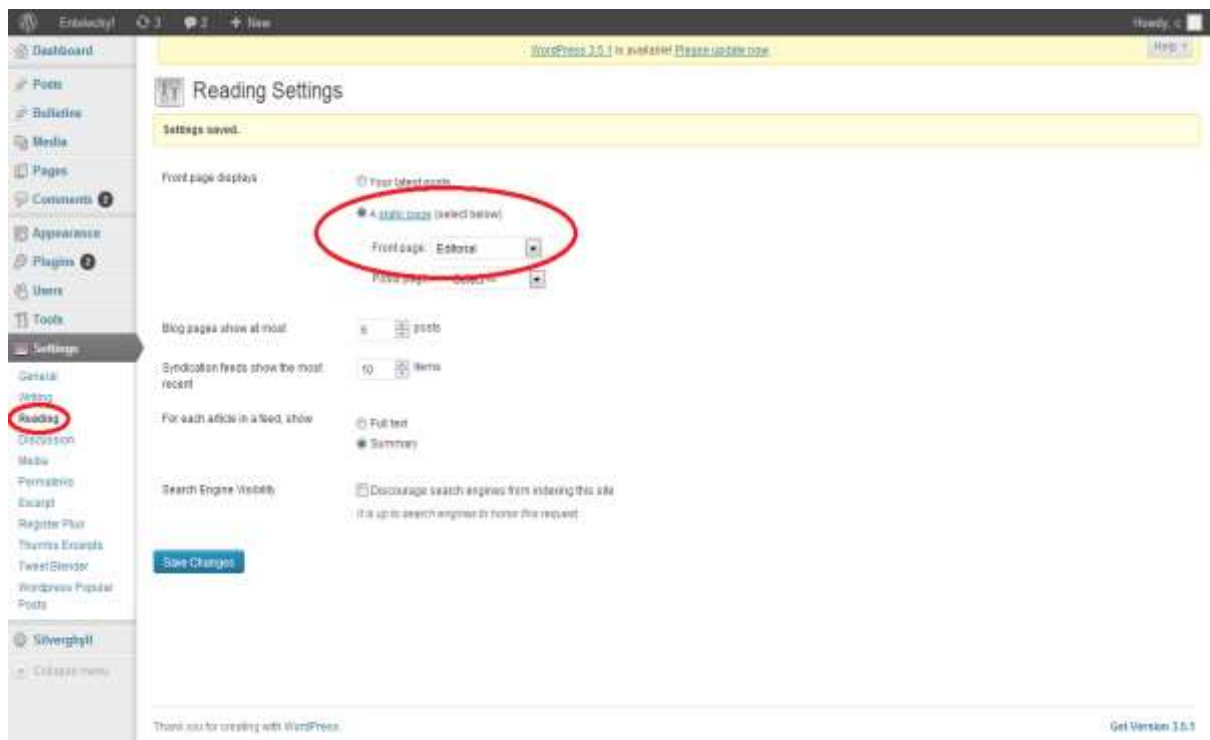 Entelechy! 3 2 + New Howdy, c
WordPress 3.5.1 is available! Please update now.
Help
Dashboard
Posts
Bulletins
Media
Pages
Comments 2
Appearance
Plugins 3
Users
Tools
Settings
General
Writing
Reading
Discussion
Media
Permalinks
Excerpt
Register Plus
Thumbs Excerpts
TweetBlender
Wordpress Popular
Posts
Silverghyll
Collapse menu
Reading Settings
Settings saved.
Front page displays
Your latest posts
A static page (select below)
Front page: Editorial
Posts page: — Select —
Blog pages show at most
posts
Syndication feeds show the most
recent
10 items
For each article in a feed, show
Full text
Summary
Search Engine Visibility
Discourage search engines from indexing this site
It is up to search engines to honor this request.
Save Changes
Thank you for creating with WordPress.
Get Version 3.5.1